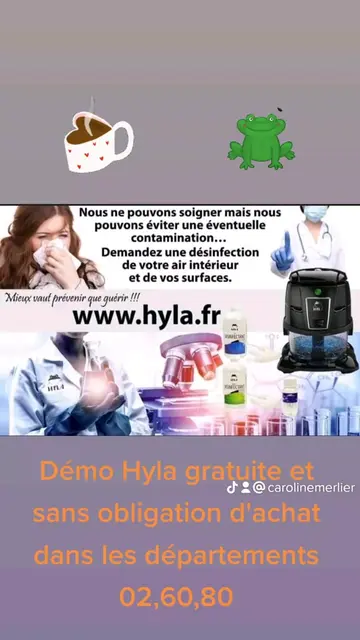 Nous ne pouvons soigner mais nous
pouvons éviter une éventuelle
contamination...
Demandez une désinfection
de votre air intérieur
et de vos surfaces.
Mieux vaut prévenir que guérir !!!
www.hyla.fr
HYLA
Démo Hyla gratuite et
@carolinemerlier
sans obligation d'achat
dans les départements
02,60,80